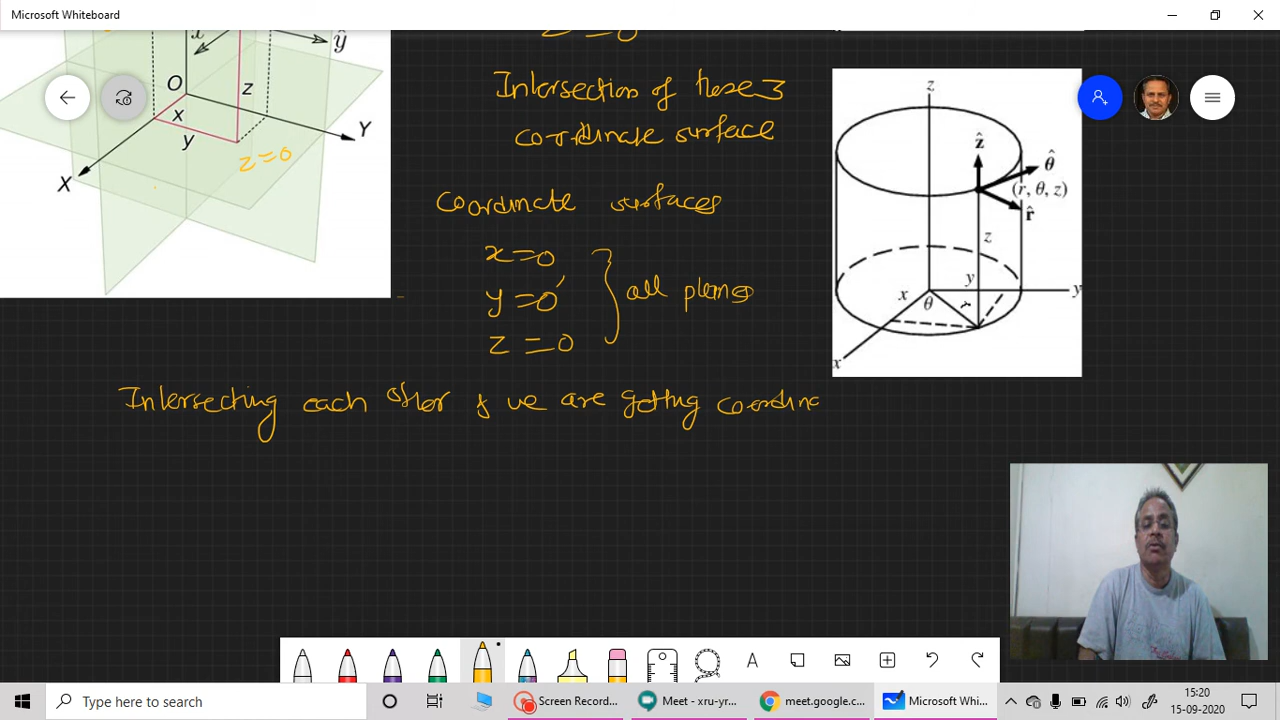 Microsoft Whiteboard
ŷ
O
z
x
y
Y
X
z=0
Intersection of these 3
coordinate surface
Coordinate surfaces
x=0
y=0
z=0
all planes
Intersecting each other & we are getting coordina
z
ẑ
θ̂
(r, θ, z)
r̂
z
y
x
θ
r
y
x
Type here to search
Screen Record...
Meet - xru-yr...
meet.google.c...
Microsoft Whi...
15:20
15-09-2020